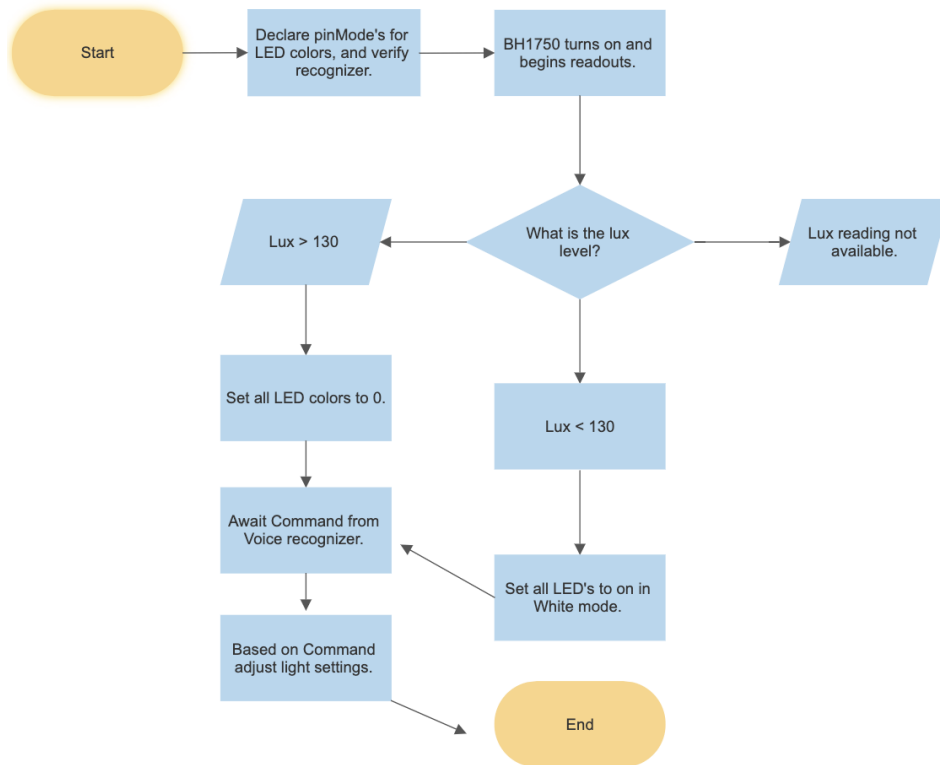 Start
Declare pinMode's for
LED colors, and verify
recognizer.
BH1750 turns on and
begins readouts.
Lux > 130
What is the lux
level?
Lux reading not
available.
Set all LED colors to 0.
Lux < 130
Await Command from
Voice recognizer.
Set all LED's to on in
White mode.
Based on Command
adjust light settings.
End